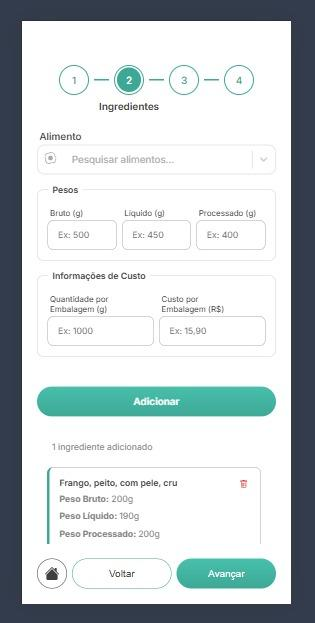 1 2 3 4
Ingredientes
Alimento
Pesquisar alimentos...
Pesos
Bruto (g) Líquido (g) Processado (g)
Ex: 500 Ex: 450 Ex: 400
Informações de Custo
Quantidade por Custo por
Embalagem (g) Embalagem (R$)
Ex: 1000 Ex: 15,90
Adicionar
1 ingrediente adicionado
Frango, peito, com pele, cru
Peso Bruto: 200g
Peso Líquido: 190g
Peso Processado: 200g
Voltar Avançar